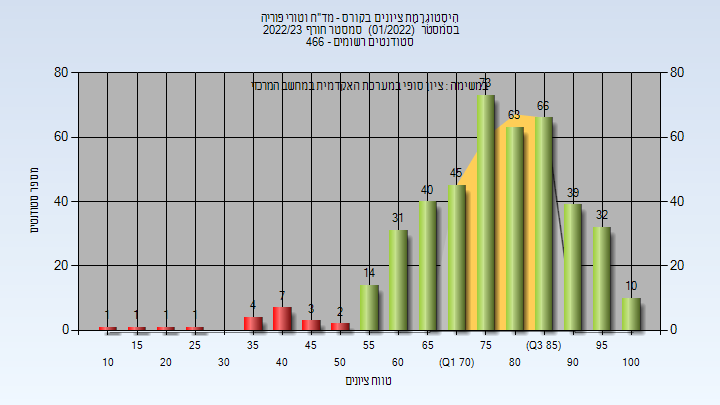 היסטוגרמת ציונים בקורס - מד"ח וטורי פוריה
בסמסטר (01/2022) סמסטר חורף 2022/23
סטודנטים רשומים - 466
במשימה : ציון סופי במערכת האקדמית במחשב המרכזי
80 80
60 60
40 40
20 20
0 0
מספר סטודנטים
1 1 1 1 4 7 3 2 14 31 40 45 73 63 66 39 32 10
15 25 35 45 55 65 75 (Q3 85) 95
10 20 30 40 50 60 (Q1 70) 80 90 100
טווח ציונים